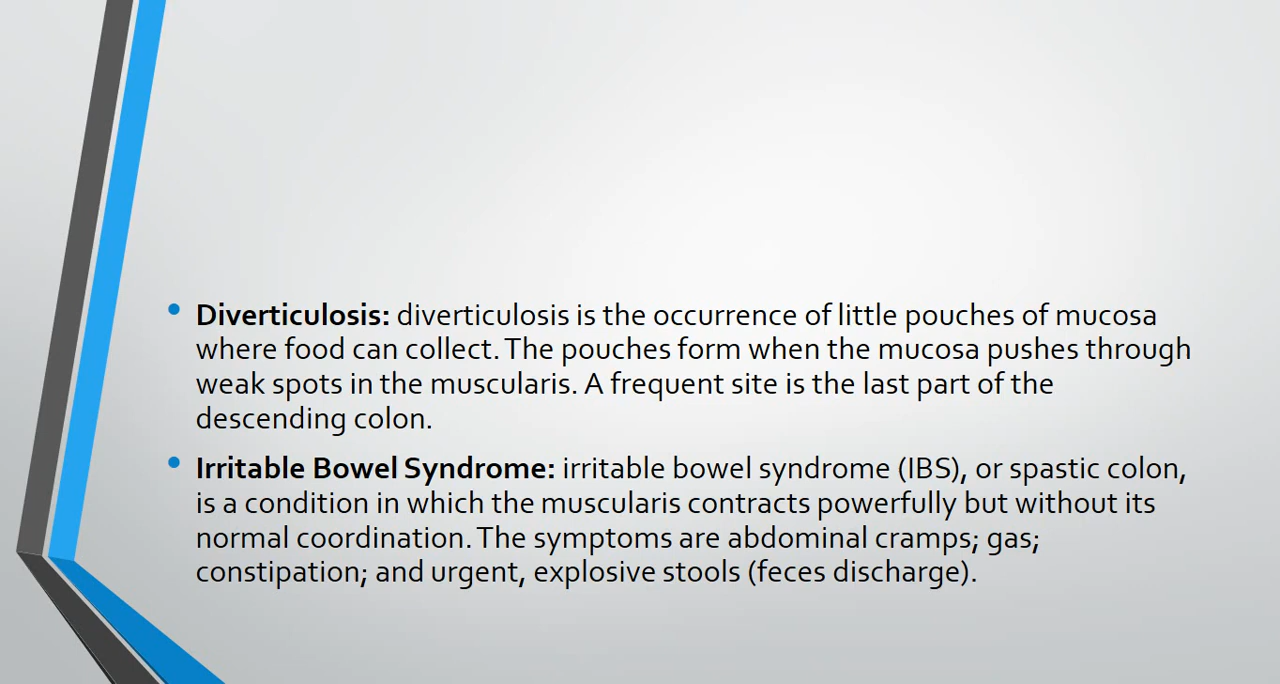 Diverticulosis: diverticulosis is the occurrence of little pouches of mucosa
where food can collect. The pouches form when the mucosa pushes through
weak spots in the muscularis. A frequent site is the last part of the
descending colon.
Irritable Bowel Syndrome: irritable bowel syndrome (IBS), or spastic colon,
is a condition in which the muscularis contracts powerfully but without its
normal coordination. The symptoms are abdominal cramps; gas;
constipation; and urgent, explosive stools (feces discharge).